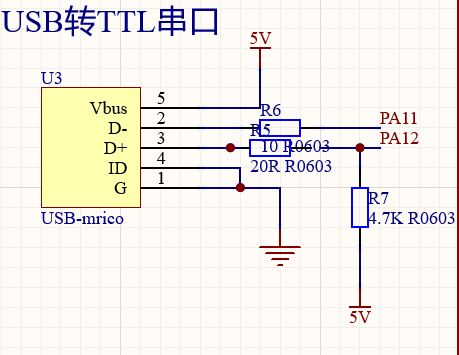 USB转TTL串口
5V
U3
Vbus 5
D- 2
D+ 3
ID 4
G 1
USB-mrico
R6
10 R0603
R5
20R R0603
PA11
PA12
R7
4.7K R0603
5V